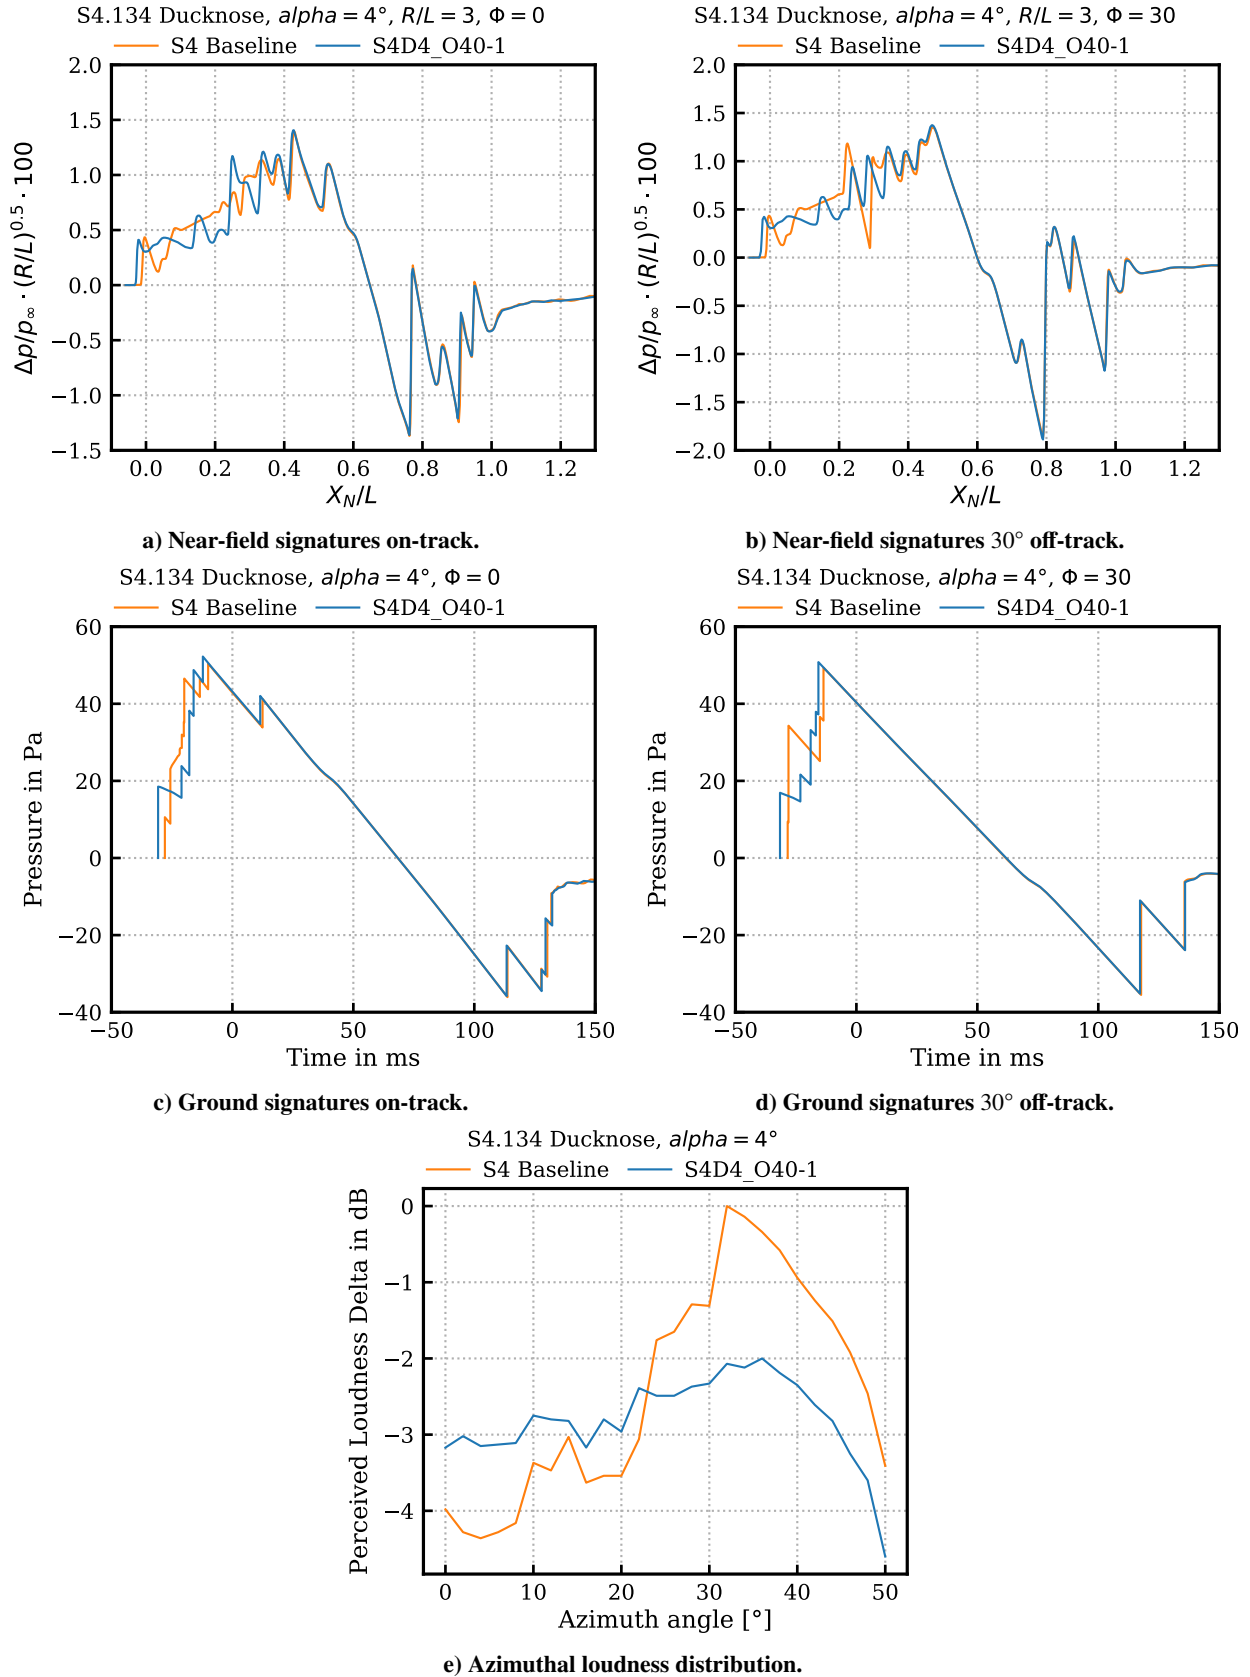 S4.134 Ducknose, alpha = 4°, R/L = 3, Φ = 0
S4 Baseline S4D4_O40-1
2.0
1.5
1.0
0.5
0.0
−0.5
−1.0
−1.5
Δp/p∞ · (R/L)^0.5 · 100
0.0 0.2 0.4 0.6 0.8 1.0 1.2
X_N/L
a) Near-field signatures on-track.
S4.134 Ducknose, alpha = 4°, R/L = 3, Φ = 30
S4 Baseline S4D4_O40-1
2.0
1.5
1.0
0.5
0.0
−0.5
−1.0
−1.5
−2.0
Δp/p∞ · (R/L)^0.5 · 100
0.0 0.2 0.4 0.6 0.8 1.0 1.2
X_N/L
b) Near-field signatures 30° off-track.
S4.134 Ducknose, alpha = 4°, Φ = 0
S4 Baseline S4D4_O40-1
60
40
20
0
−20
−40
Pressure in Pa
−50 0 50 100 150
Time in ms
c) Ground signatures on-track.
S4.134 Ducknose, alpha = 4°, Φ = 30
S4 Baseline S4D4_O40-1
60
40
20
0
−20
−40
Pressure in Pa
−50 0 50 100 150
Time in ms
d) Ground signatures 30° off-track.
S4.134 Ducknose, alpha = 4°
S4 Baseline S4D4_O40-1
0
−1
−2
−3
−4
Perceived Loudness Delta in dB
0 10 20 30 40 50
Azimuth angle [°]
e) Azimuthal loudness distribution.